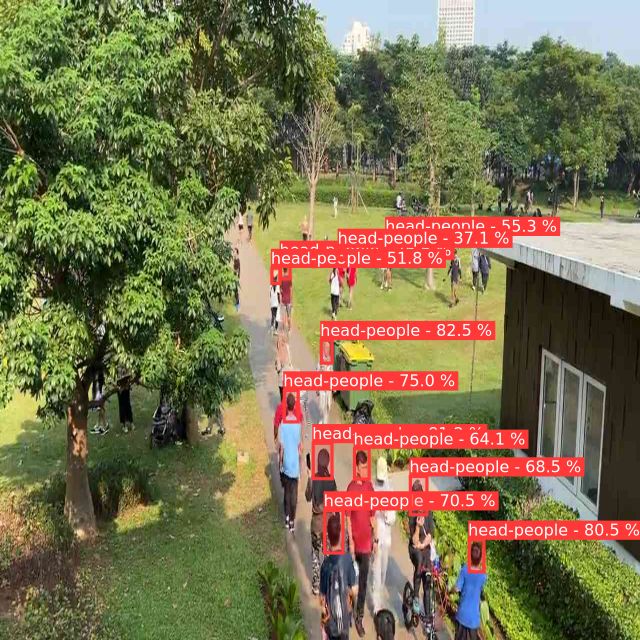 head-people - 55.3 %
head-people - 37.1 %
head-people - 51.8 %
head-people - 82.5 %
head-people - 75.0 %
head
head-people - 64.1 %
head-people - 68.5 %
head-people - 70.5 %
head-people - 80.5 %